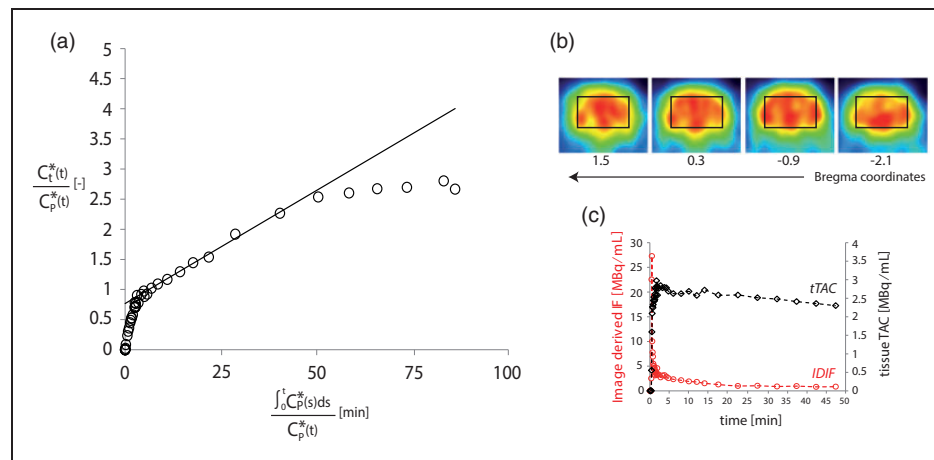 (a)
5
4.5
4
3.5
3
2.5
2
1.5
1
0.5
0
C*t(t)
C*P(t) [-]
0 25 50 75 100
∫t0C*P(s)ds
C*P(t) [min]
(b)
1.5 0.3 -0.9 -2.1
Bregma coordinates
(c)
Image derived IF [MBq/mL]
30
25
20
15
10
5
0
tTAC
IDIF
4
3.5
3
2.5
2
1.5
1
0.5
0
tissue TAC [MBq/mL]
0 5 10 15 20 25 30 35 40 45 50
time [min]